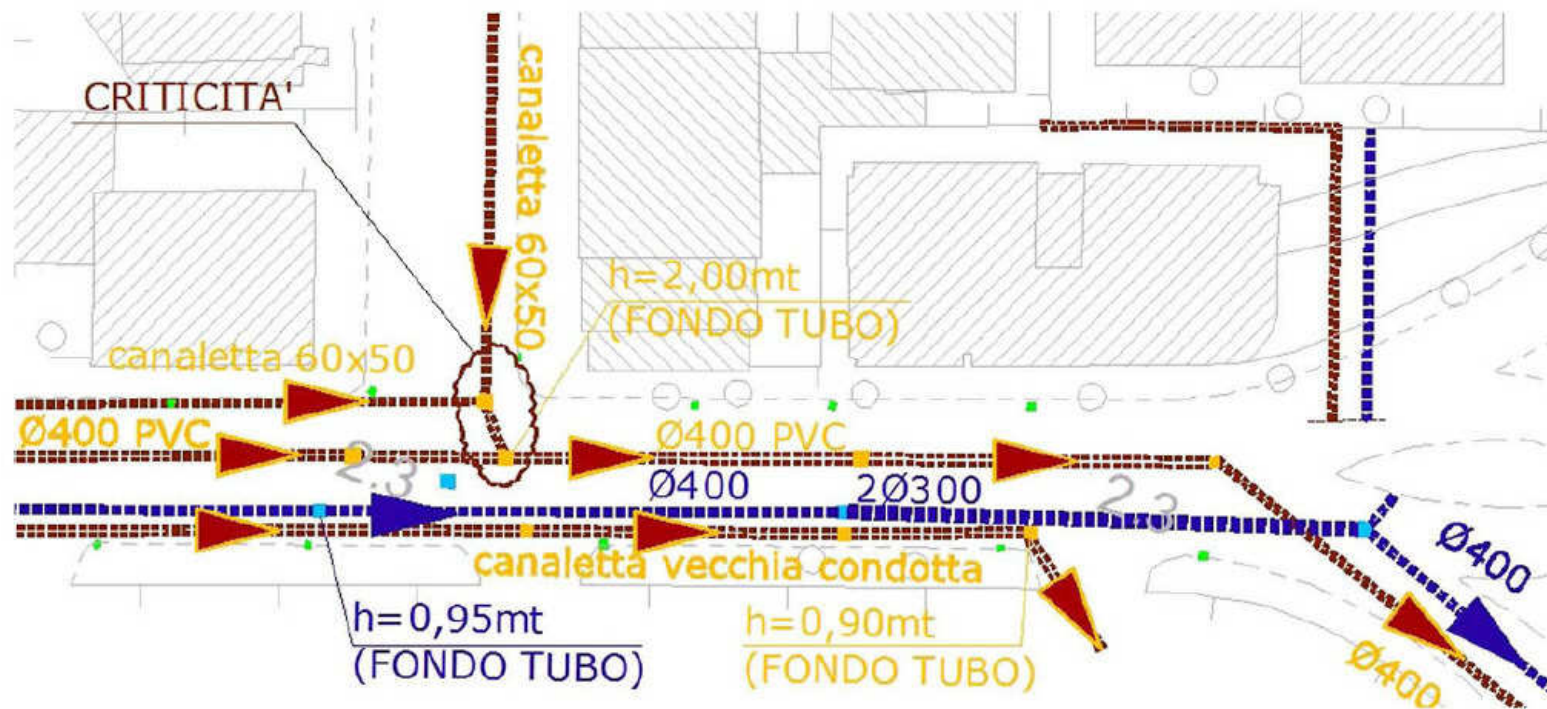 CRITICITA'
canaletta 60x50
h=2,00mt
(FONDO TUBO)
canaletta 60x50
Ø400 PVC
Ø400 PVC
2.3
Ø400
2Ø300
2.3
Ø400
canaletta vecchia condotta
h=0,95mt
(FONDO TUBO)
h=0,90mt
(FONDO TUBO)
Ø400